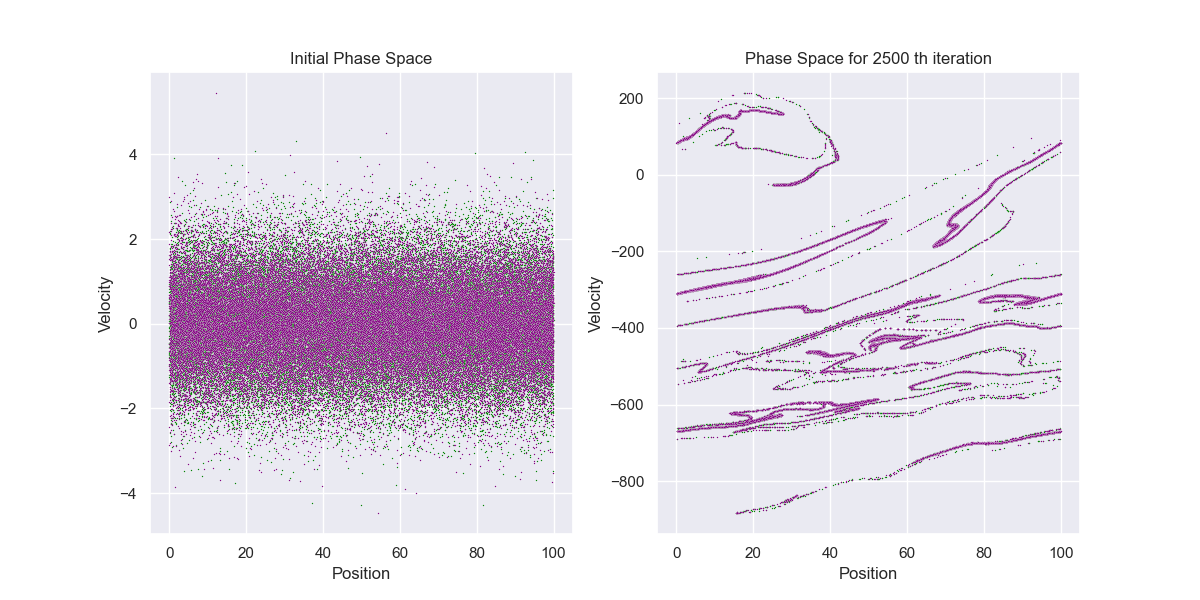 Initial Phase Space
Velocity
4
2
0
−2
−4
0 20 40 60 80 100
Position
Phase Space for 2500 th iteration
Velocity
200
0
−200
−400
−600
−800
0 20 40 60 80 100
Position